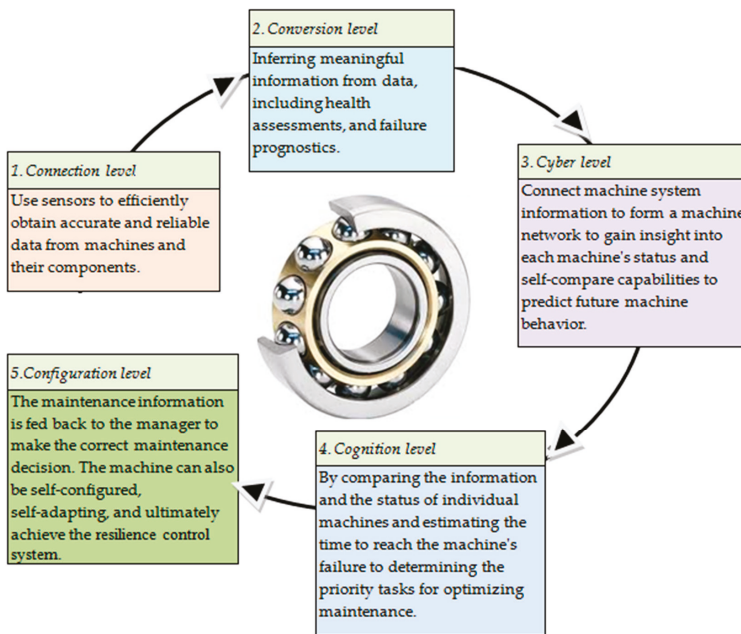 1. Connection level
Use sensors to efficiently
obtain accurate and reliable
data from machines and
their components.
2. Conversion level
Inferring meaningful
information from data,
including health
assessments, and failure
prognostics.
3. Cyber level
Connect machine system
information to form a machine
network to gain insight into
each machine's status and
self-compare capabilities to
predict future machine
behavior.
4. Cognition level
By comparing the information
and the status of individual
machines and estimating the
time to reach the machine's
failure to determining the
priority tasks for optimizing
maintenance.
5.Configuration level
The maintenance information
is fed back to the manager to
make the correct maintenance
decision. The machine can also
be self-configured,
self-adapting, and ultimately
achieve the resilience control
system.